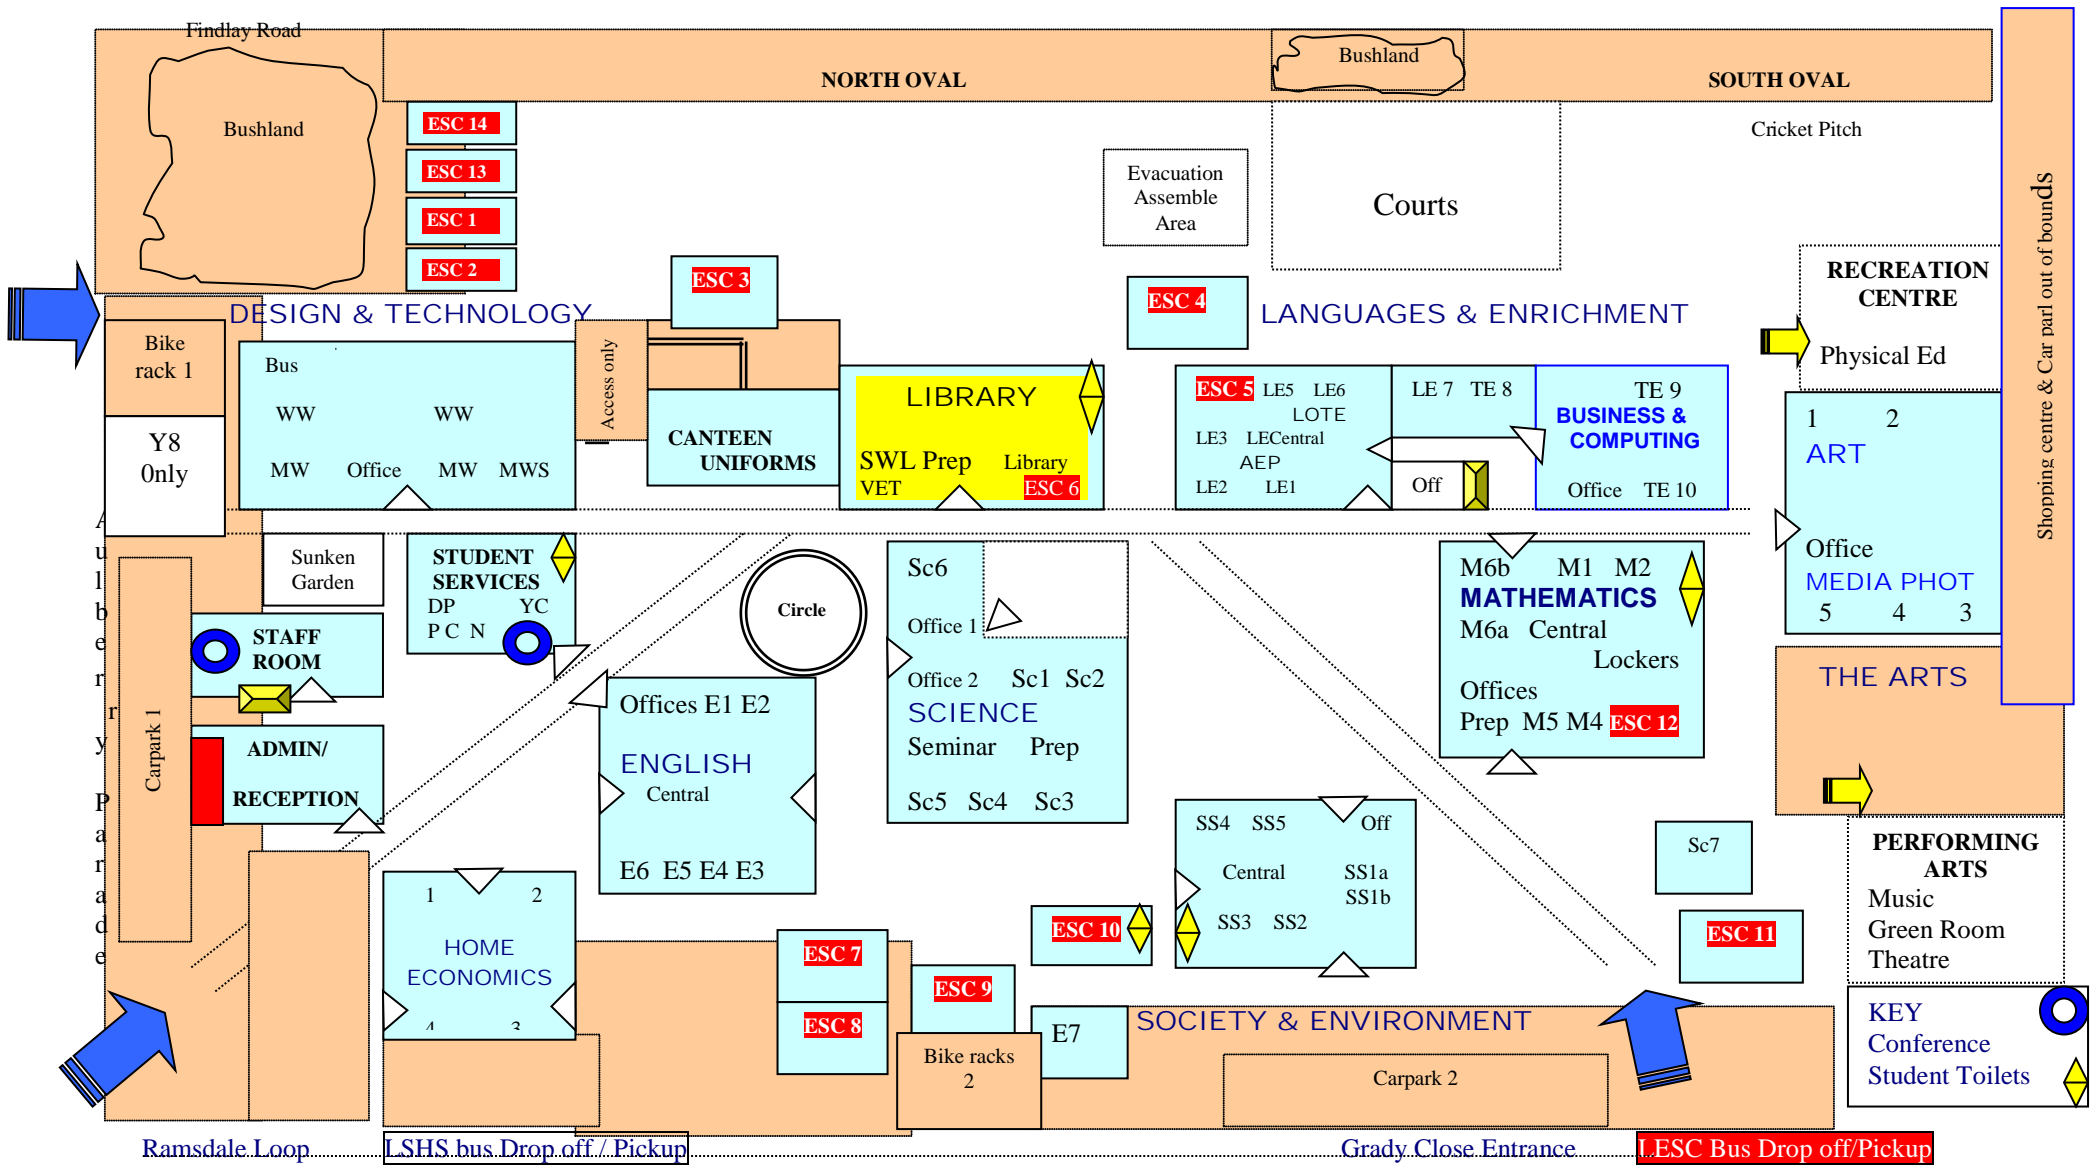 Findlay Road
NORTH OVAL
Bushland
SOUTH OVAL
Bushland
Cricket Pitch
ESC 14
ESC 13
ESC 1
ESC 2
Evacuation
Assemble
Area
Courts
Shopping centre & Car parl out of bounds
RECREATION
CENTRE
Physical Ed
ESC 3
ESC 4
DESIGN & TECHNOLOGY
LANGUAGES & ENRICHMENT
Bike
rack 1
Y8
0nly
Bus
WW WW
MW Office MW MWS
Access only
CANTEEN
UNIFORMS
LIBRARY
SWL Prep Library
VET ESC 6
ESC 5 LE5 LE6
LOTE
LE3 LECentral
AEP
LE2 LE1
LE 7 TE 8
Off
TE 9
BUSINESS &
COMPUTING
Office TE 10
1 2
ART
Office
MEDIA PHOT
5 4 3
Aulberry Parade
Carpark 1
Sunken
Garden
STUDENT
SERVICES
DP YC
P C N
STAFF
ROOM
ADMIN/
RECEPTION
Circle
Offices E1 E2
ENGLISH
Central
E6 E5 E4 E3
Sc6
Office 1
Office 2 Sc1 Sc2
SCIENCE
Seminar Prep
Sc5 Sc4 Sc3
M6b M1 M2
MATHEMATICS
M6a Central
Lockers
Offices
Prep M5 M4 ESC 12
THE ARTS
SS4 SS5 Off
Central SS1a
SS1b
SS3 SS2
Sc7
ESC 11
PERFORMING
ARTS
Music
Green Room
Theatre
1 2
HOME
ECONOMICS
4 3
ESC 7
ESC 8
ESC 9
ESC 10
Bike racks
2
E7
SOCIETY & ENVIRONMENT
Carpark 2
KEY
Conference
Student Toilets
Ramsdale Loop
LSHS bus Drop off / Pickup
Grady Close Entrance
LESC Bus Drop off/Pickup